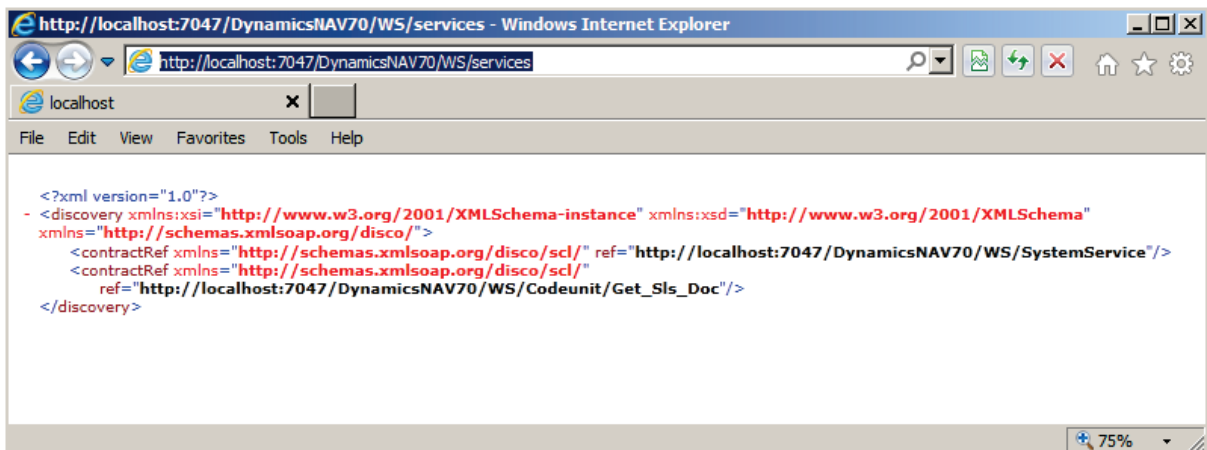 http://localhost:7047/DynamicsNAV70/WS/services - Windows Internet Explorer
http://localhost:7047/DynamicsNAV70/WS/services
localhost
File Edit View Favorites Tools Help
<?xml version="1.0"?>
- <discovery xmlns:xsi="http://www.w3.org/2001/XMLSchema-instance" xmlns:xsd="http://www.w3.org/2001/XMLSchema"
xmlns="http://schemas.xmlsoap.org/disco/">
<contractRef xmlns="http://schemas.xmlsoap.org/disco/scl/" ref="http://localhost:7047/DynamicsNAV70/WS/SystemService"/>
<contractRef xmlns="http://schemas.xmlsoap.org/disco/scl/"
ref="http://localhost:7047/DynamicsNAV70/WS/Codeunit/Get_Sls_Doc"/>
</discovery>
75%